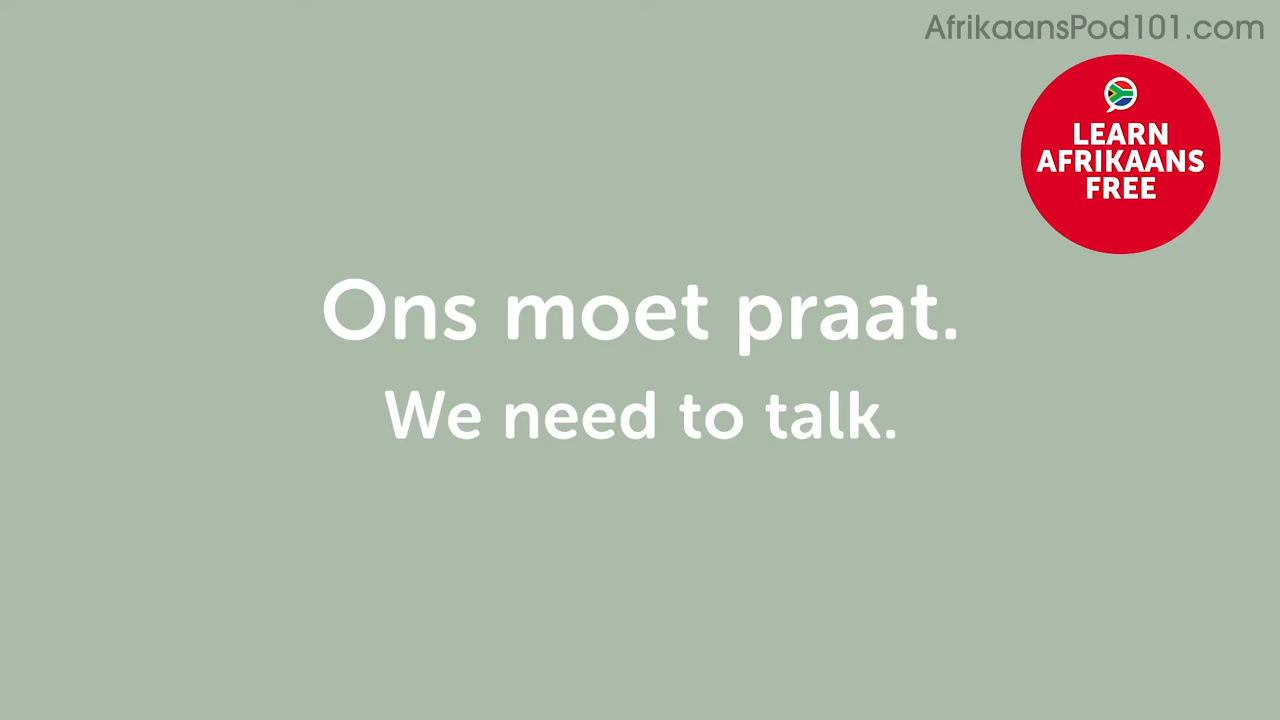 AfrikaansPod101.com
LEARN
AFRIKAANS
FREE
Ons moet praat.
We need to talk.